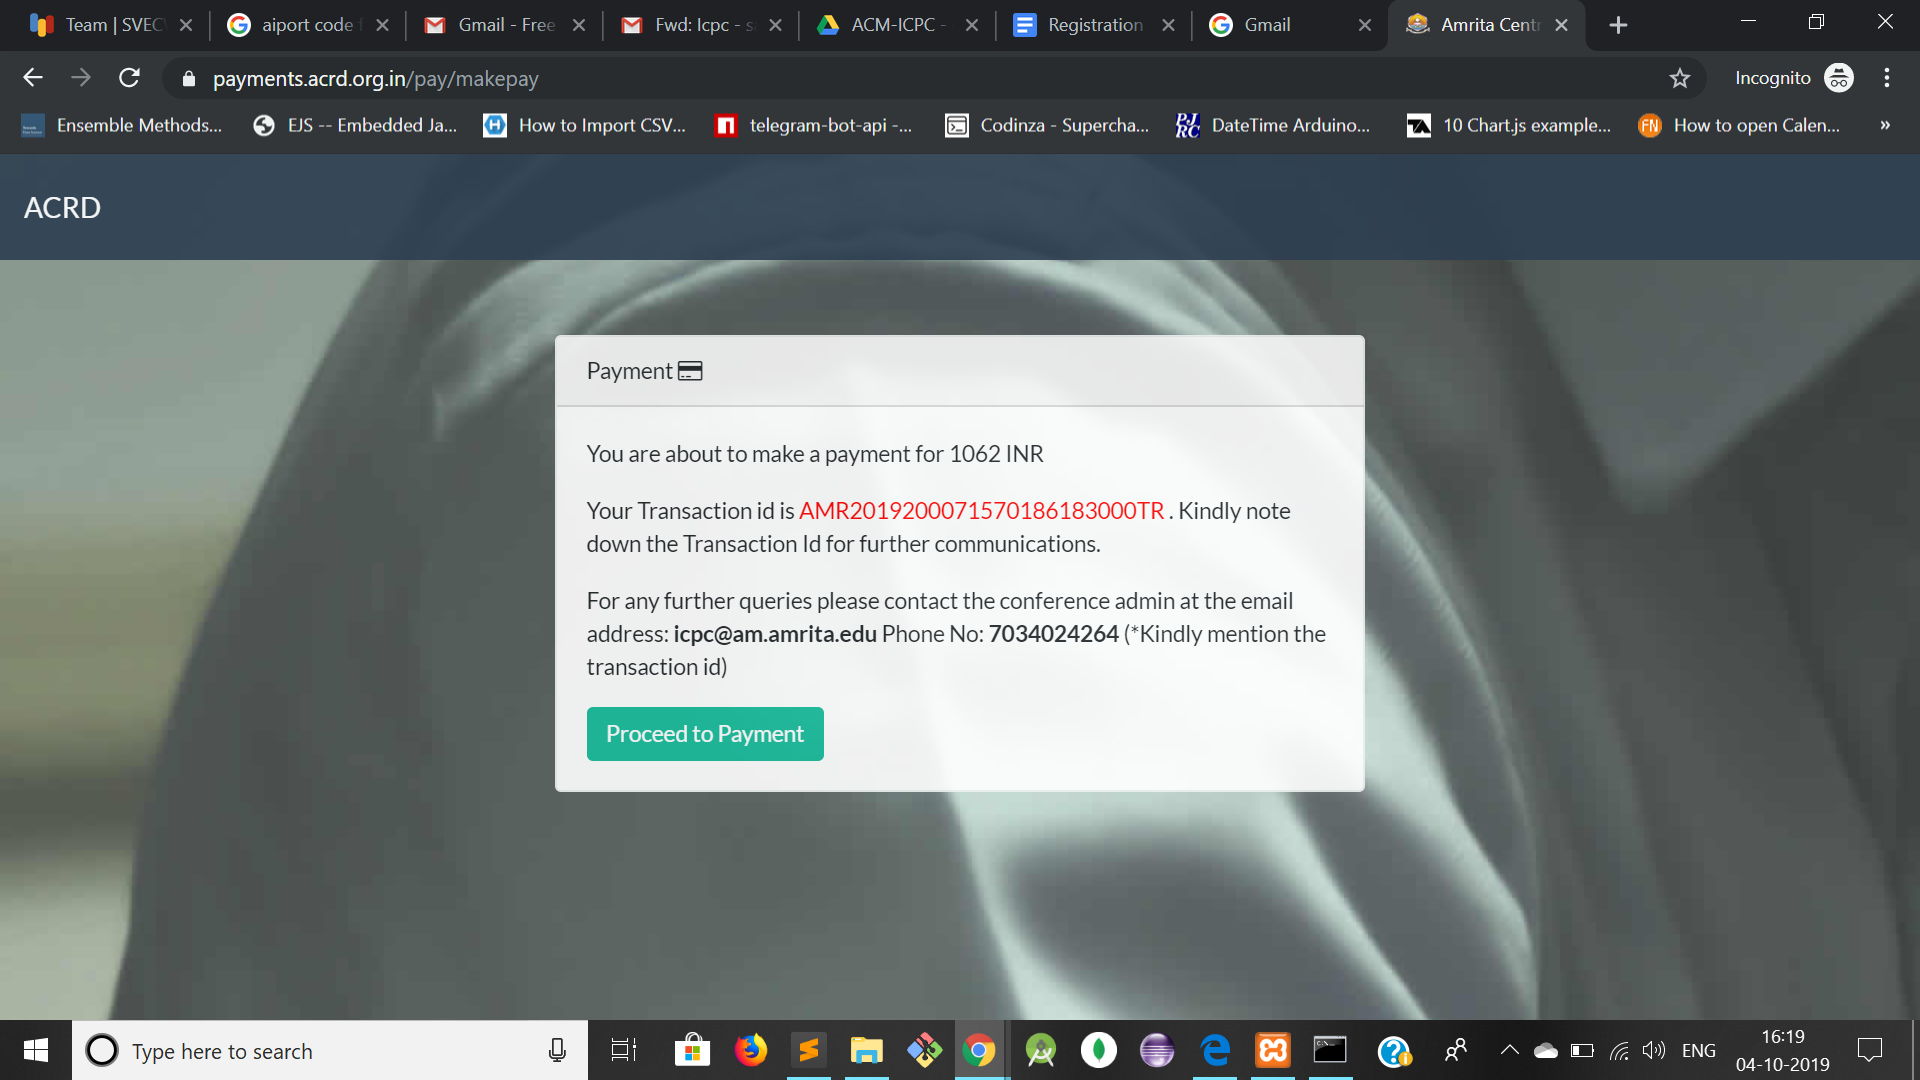 Team | SVEC
aiport code f
Gmail - Free
Fwd: Icpc - s
ACM-ICPC -
Registration
Gmail
Amrita Centr
payments.acrd.org.in/pay/makepay
Incognito
Ensemble Methods...
EJS -- Embedded Ja...
How to Import CSV...
telegram-bot-api -...
Codinza - Supercha...
PJRC
DateTime Arduino...
10 Chart.js example...
FN
How to open Calen...
»
ACRD
Payment
You are about to make a payment for 1062 INR
Your Transaction id is AMR2019200071570186183000TR . Kindly note
down the Transaction Id for further communications.
For any further queries please contact the conference admin at the email
address: icpc@am.amrita.edu Phone No: 7034024264 (*Kindly mention the
transaction id)
Proceed to Payment
Type here to search
ENG
16:19
04-10-2019